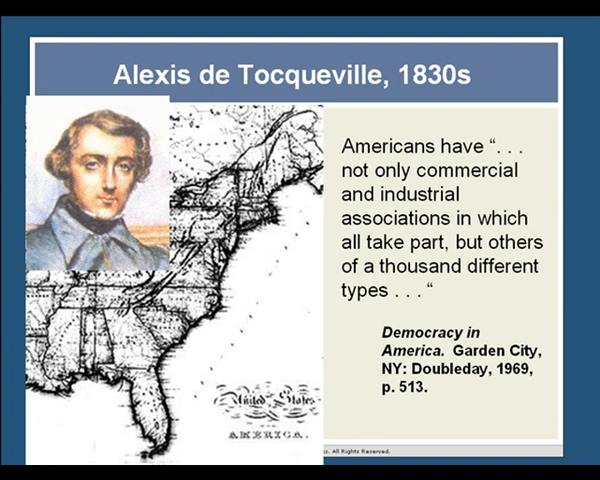 Alexis de Tocqueville, 1830s
Americans have “. . .
not only commercial
and industrial
associations in which
all take part, but others
of a thousand different
types . . . “
Democracy in
America. Garden City,
NY: Doubleday, 1969,
p. 513.
United States
AMERICA.
All Rights Reserved.